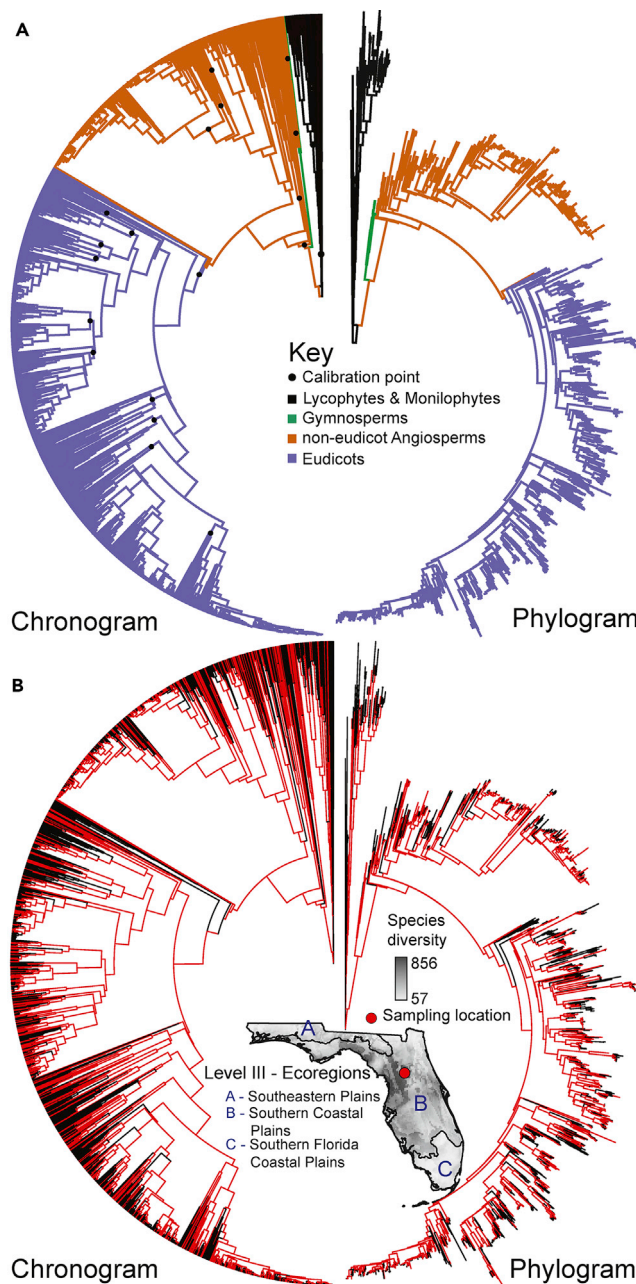 A
Key
Calibration point
Lycophytes & Monilophytes
Gymnosperms
non-eudicot Angiosperms
Eudicots
Chronogram
Phylogram
B
Species
diversity
856
57
Sampling location
A
Level III - Ecoregions
A - Southeastern Plains
B - Southern Coastal
Plains
C - Southern Florida
Coastal Plains
B
C
Chronogram
Phylogram